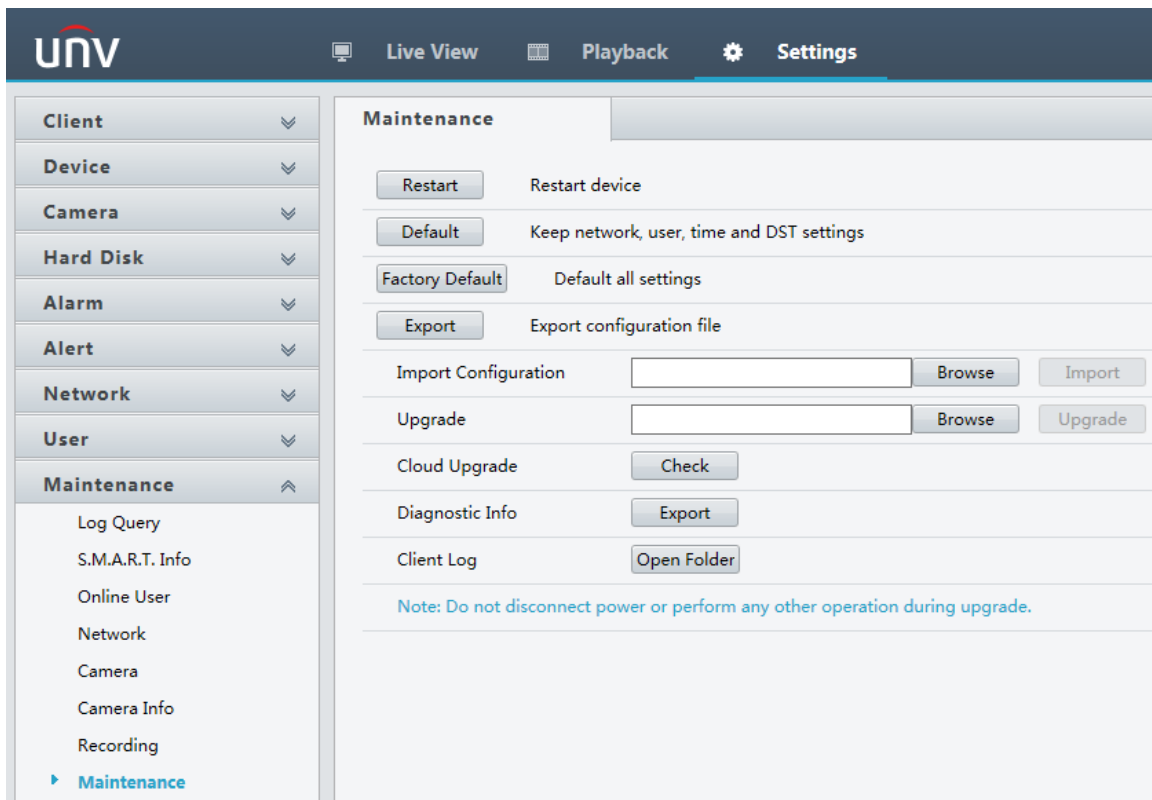 unv
Live View
Playback
Settings
Client
Device
Camera
Hard Disk
Alarm
Alert
Network
User
Maintenance
Log Query
S.M.A.R.T. Info
Online User
Network
Camera
Camera Info
Recording
Maintenance
Maintenance
Restart Restart device
Default Keep network, user, time and DST settings
Factory Default Default all settings
Export Export configuration file
Import Configuration Browse Import
Upgrade Browse Upgrade
Cloud Upgrade Check
Diagnostic Info Export
Client Log Open Folder
Note: Do not disconnect power or perform any other operation during upgrade.